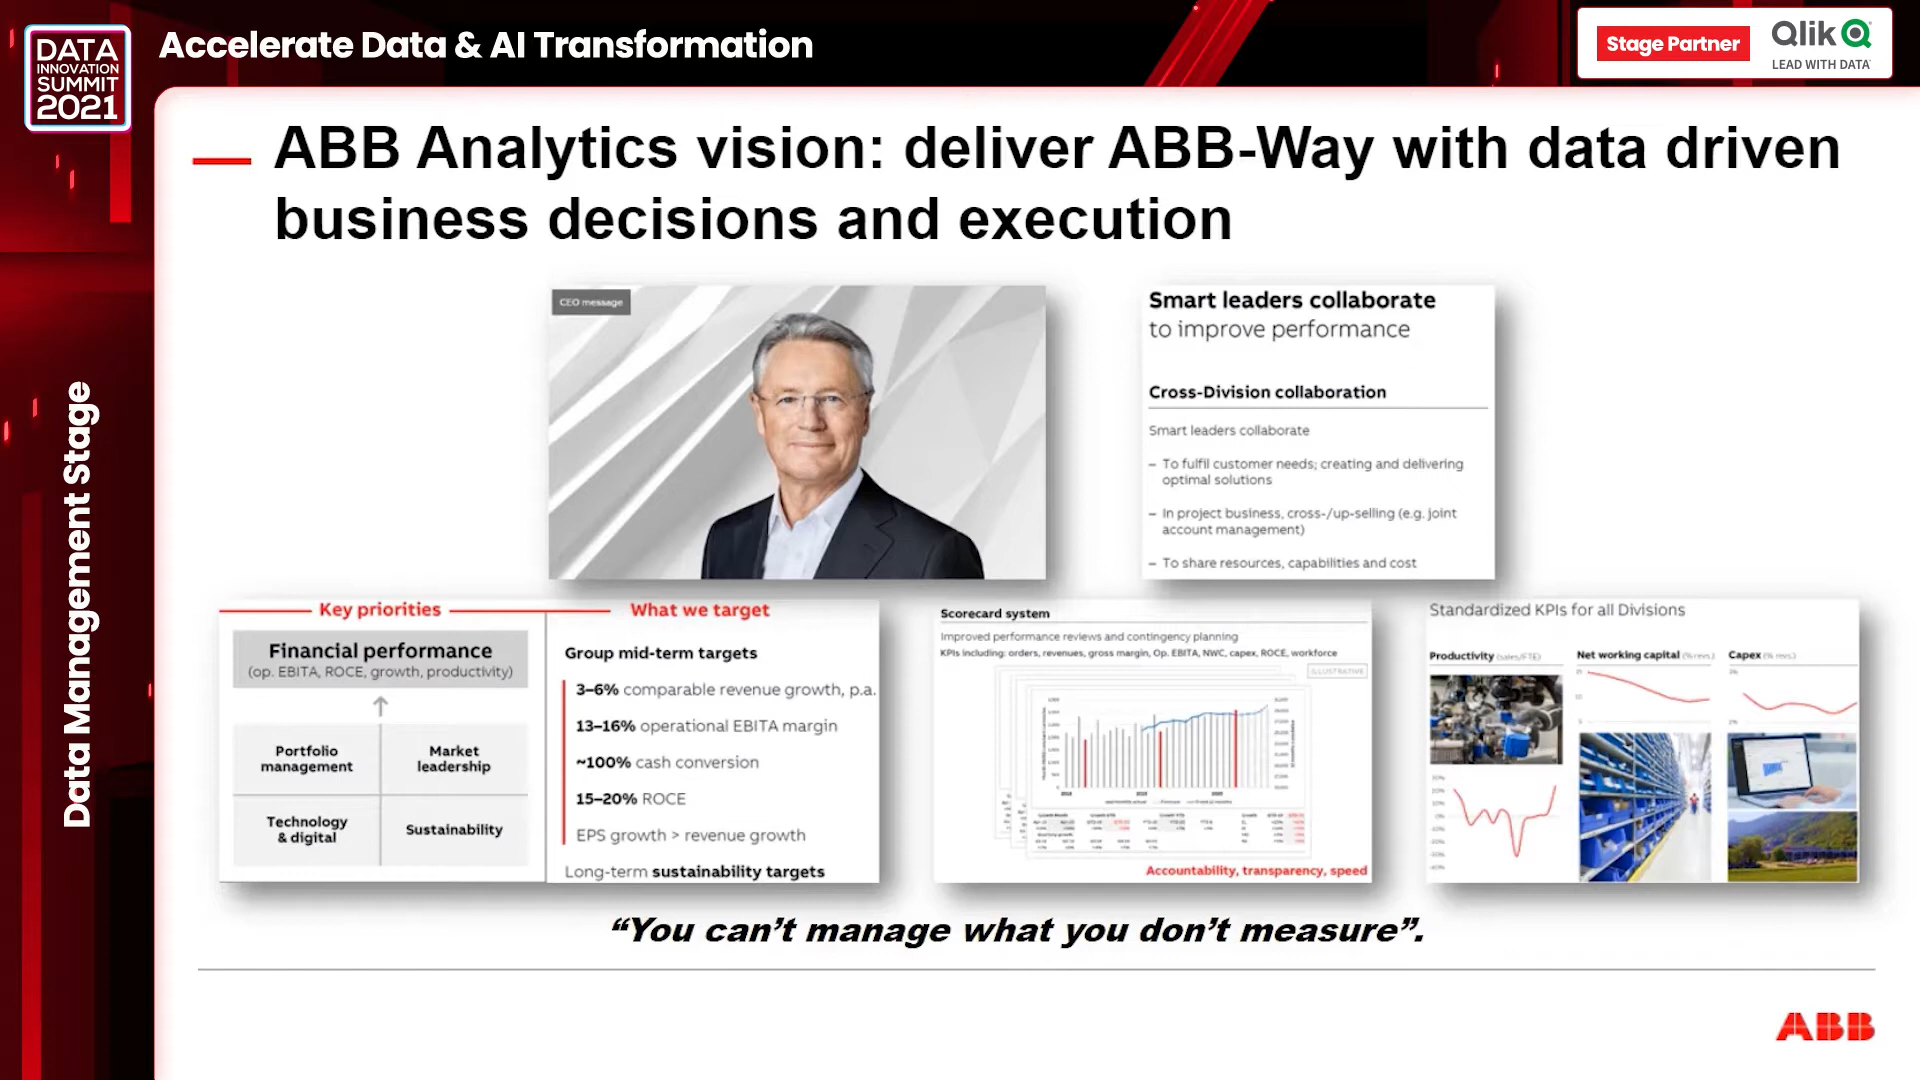 DATA
INNOVATION
SUMMIT
2021
Accelerate Data & AI Transformation
Stage Partner
Qlik
LEAD WITH DATA
Data Management Stage
ABB Analytics vision: deliver ABB-Way with data driven
business decisions and execution
CEO message
Smart leaders collaborate
to improve performance
Cross-Division collaboration
Smart leaders collaborate
– To fulfil customer needs; creating and delivering
optimal solutions
– In project business, cross-/up-selling (e.g. joint
account management)
– To share resources, capabilities and cost
Key priorities
Financial performance
(op. EBITA, ROCE, growth, productivity)
Portfolio
management
Market
leadership
Technology
& digital
Sustainability
What we target
Group mid-term targets
3–6% comparable revenue growth, p.a.
13–16% operational EBITA margin
~100% cash conversion
15–20% ROCE
EPS growth > revenue growth
Long-term sustainability targets
Scorecard system
Improved performance reviews and contingency planning
KPIs including: orders, revenues, gross margin, Op. EBITA, NWC, capex, ROCE, workforce
ILLUSTRATIVE
Accountability, transparency, speed
Standardized KPIs for all Divisions
Productivity (sales/FTE)
Net working capital (% revs.)
Capex (% revs.)
“You can’t manage what you don’t measure”.
ABB